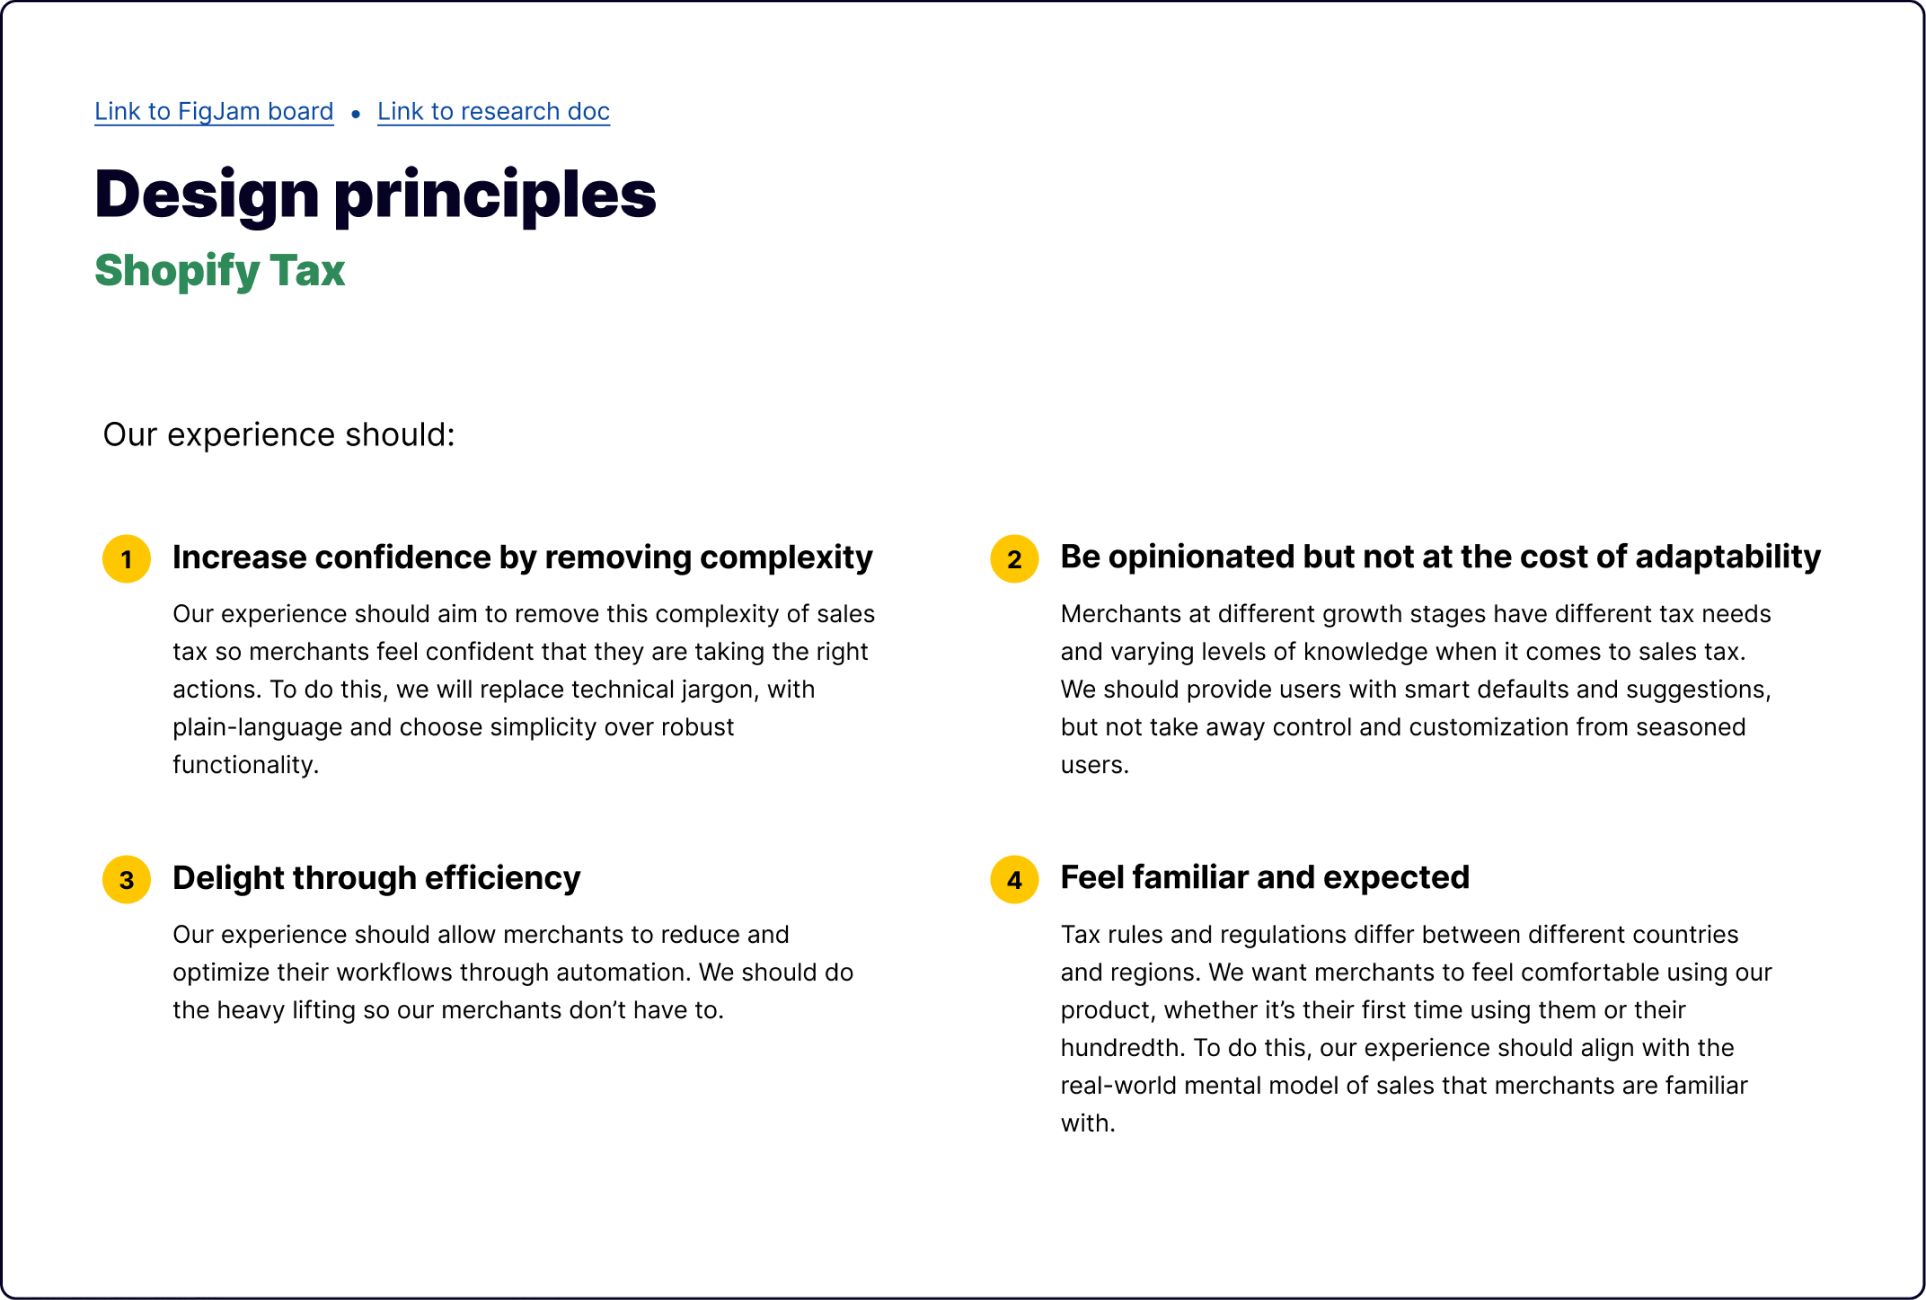 Link to FigJam board • Link to research doc
Design principles
Shopify Tax
Our experience should:
1 Increase confidence by removing complexity
Our experience should aim to remove this complexity of sales
tax so merchants feel confident that they are taking the right
actions. To do this, we will replace technical jargon, with
plain-language and choose simplicity over robust
functionality.
2 Be opinionated but not at the cost of adaptability
Merchants at different growth stages have different tax needs
and varying levels of knowledge when it comes to sales tax.
We should provide users with smart defaults and suggestions,
but not take away control and customization from seasoned
users.
3 Delight through efficiency
Our experience should allow merchants to reduce and
optimize their workflows through automation. We should do
the heavy lifting so our merchants don’t have to.
4 Feel familiar and expected
Tax rules and regulations differ between different countries
and regions. We want merchants to feel comfortable using our
product, whether it’s their first time using them or their
hundredth. To do this, our experience should align with the
real-world mental model of sales that merchants are familiar
with.